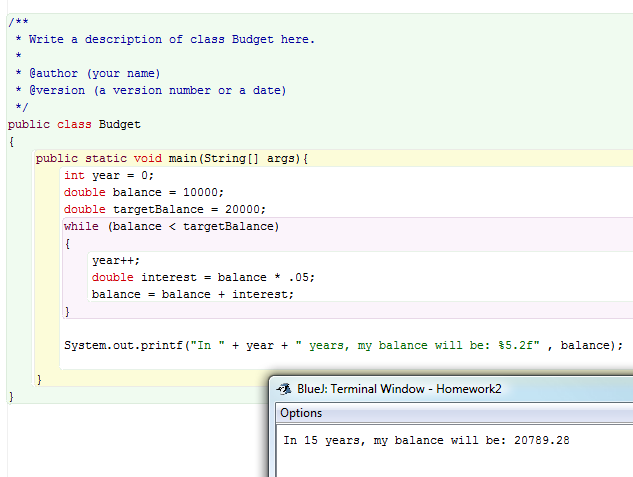 /**
 * Write a description of class Budget here.
 *
 * @author (your name)
 * @version (a version number or a date)
 */
public class Budget
{
    public static void main(String[] args){
        int year = 0;
        double balance = 10000;
        double targetBalance = 20000;
        while (balance < targetBalance)
        {
            year++;
            double interest = balance * .05;
            balance = balance + interest;
        }
        System.out.printf("In " + year + " years, my balance will be: %5.2f" , balance);
    }
}
BlueJ: Terminal Window - Homework2
Options
In 15 years, my balance will be: 20789.28